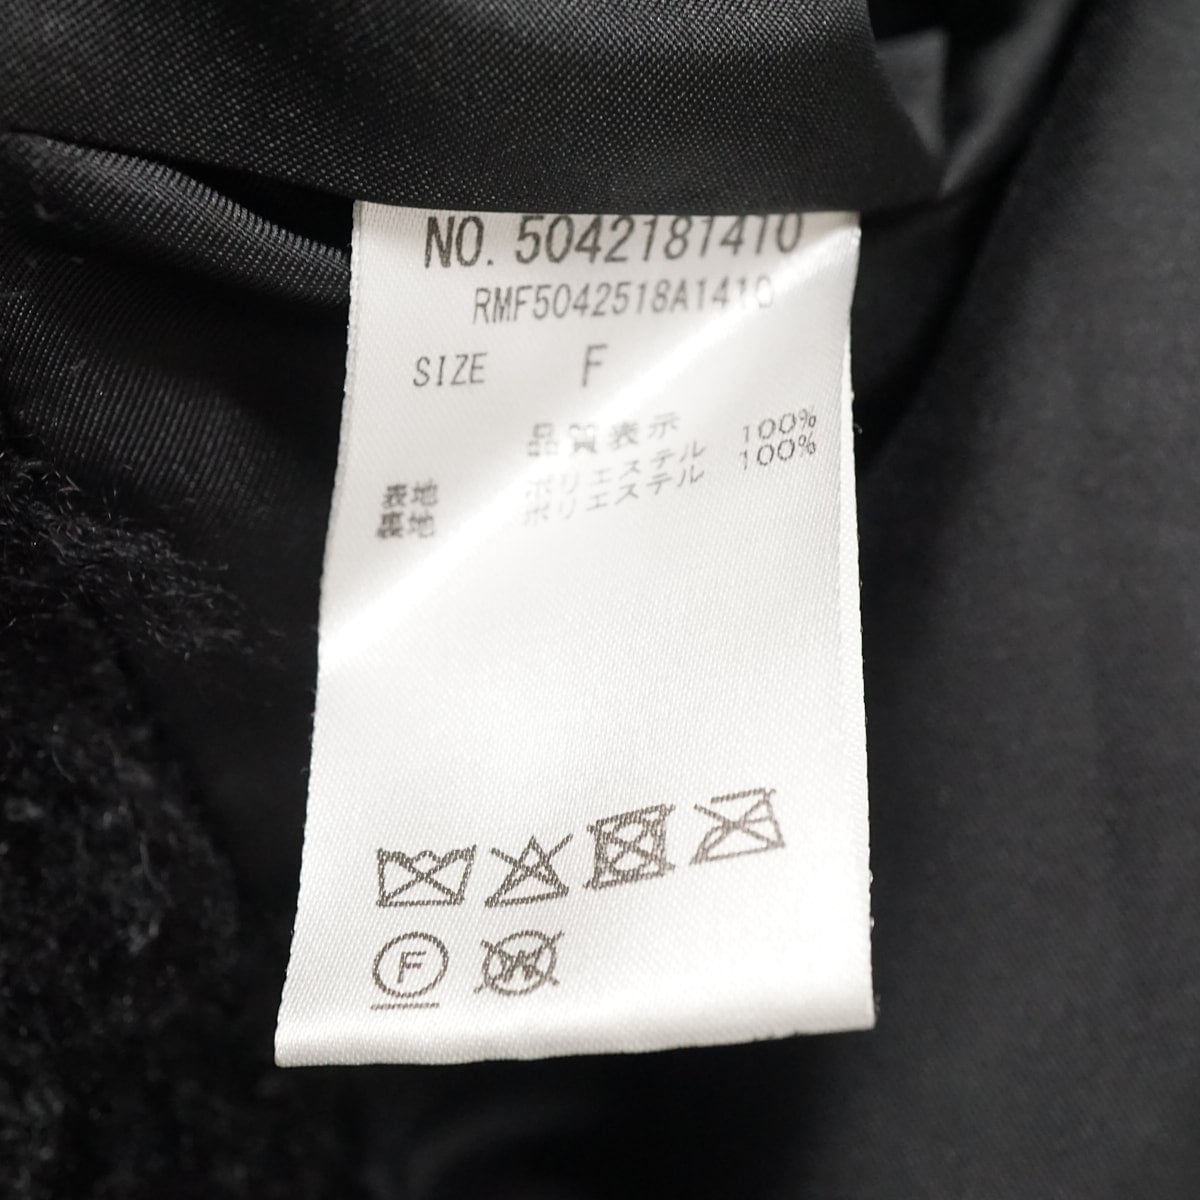 NO. 5042181410
RMF5042518A1410
SIZE F
品質表示
表地 ポリエステル 100%
裏地 ポリエステル 100%
F
W